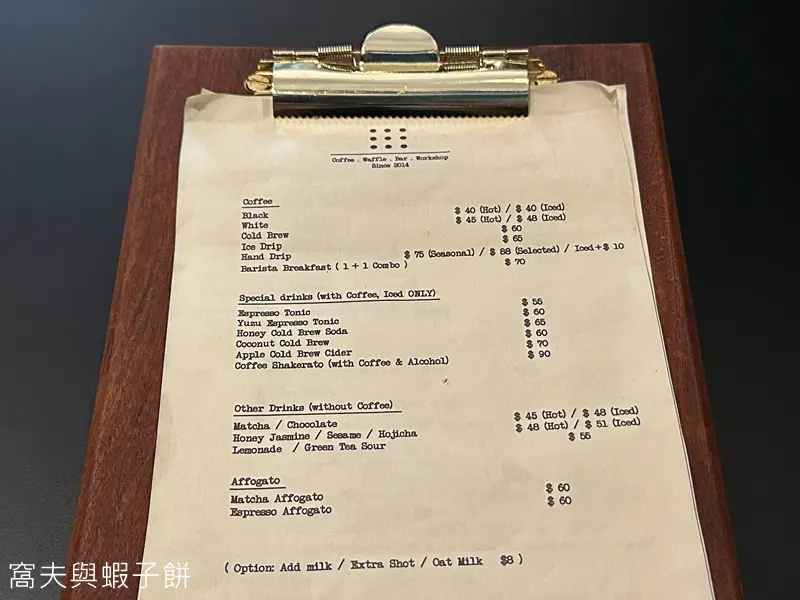 Coffee . Waffle . Bar . Workshop
Since 2014
Coffee
Black $ 40 (Hot) / $ 40 (Iced)
White $ 45 (Hot) / $ 48 (Iced)
Cold Brew $ 60
Ice Drip $ 65
Hand Drip $ 75 (Seasonal) / $ 88 (Selected) / Iced+$ 10
Barista Breakfast ( 1 + 1 Combo ) $ 70
Special drinks (with Coffee, Iced ONLY)
Espresso Tonic $ 55
Yuzu Espresso Tonic $ 60
Honey Cold Brew Soda $ 65
Coconut Cold Brew $ 60
Apple Cold Brew Cider $ 70
Coffee Shakerato (with Coffee & Alcohol) $ 90
Other Drinks (without Coffee)
Matcha / Chocolate $ 45 (Hot) / $ 48 (Iced)
Honey Jasmine / Sesame / Hojicha $ 48 (Hot) / $ 51 (Iced)
Lemonade / Green Tea Sour $ 55
Affogato
Matcha Affogato $ 60
Espresso Affogato $ 60
( Option: Add milk / Extra Shot / Oat Milk $8 )
窩夫與蝦子餅